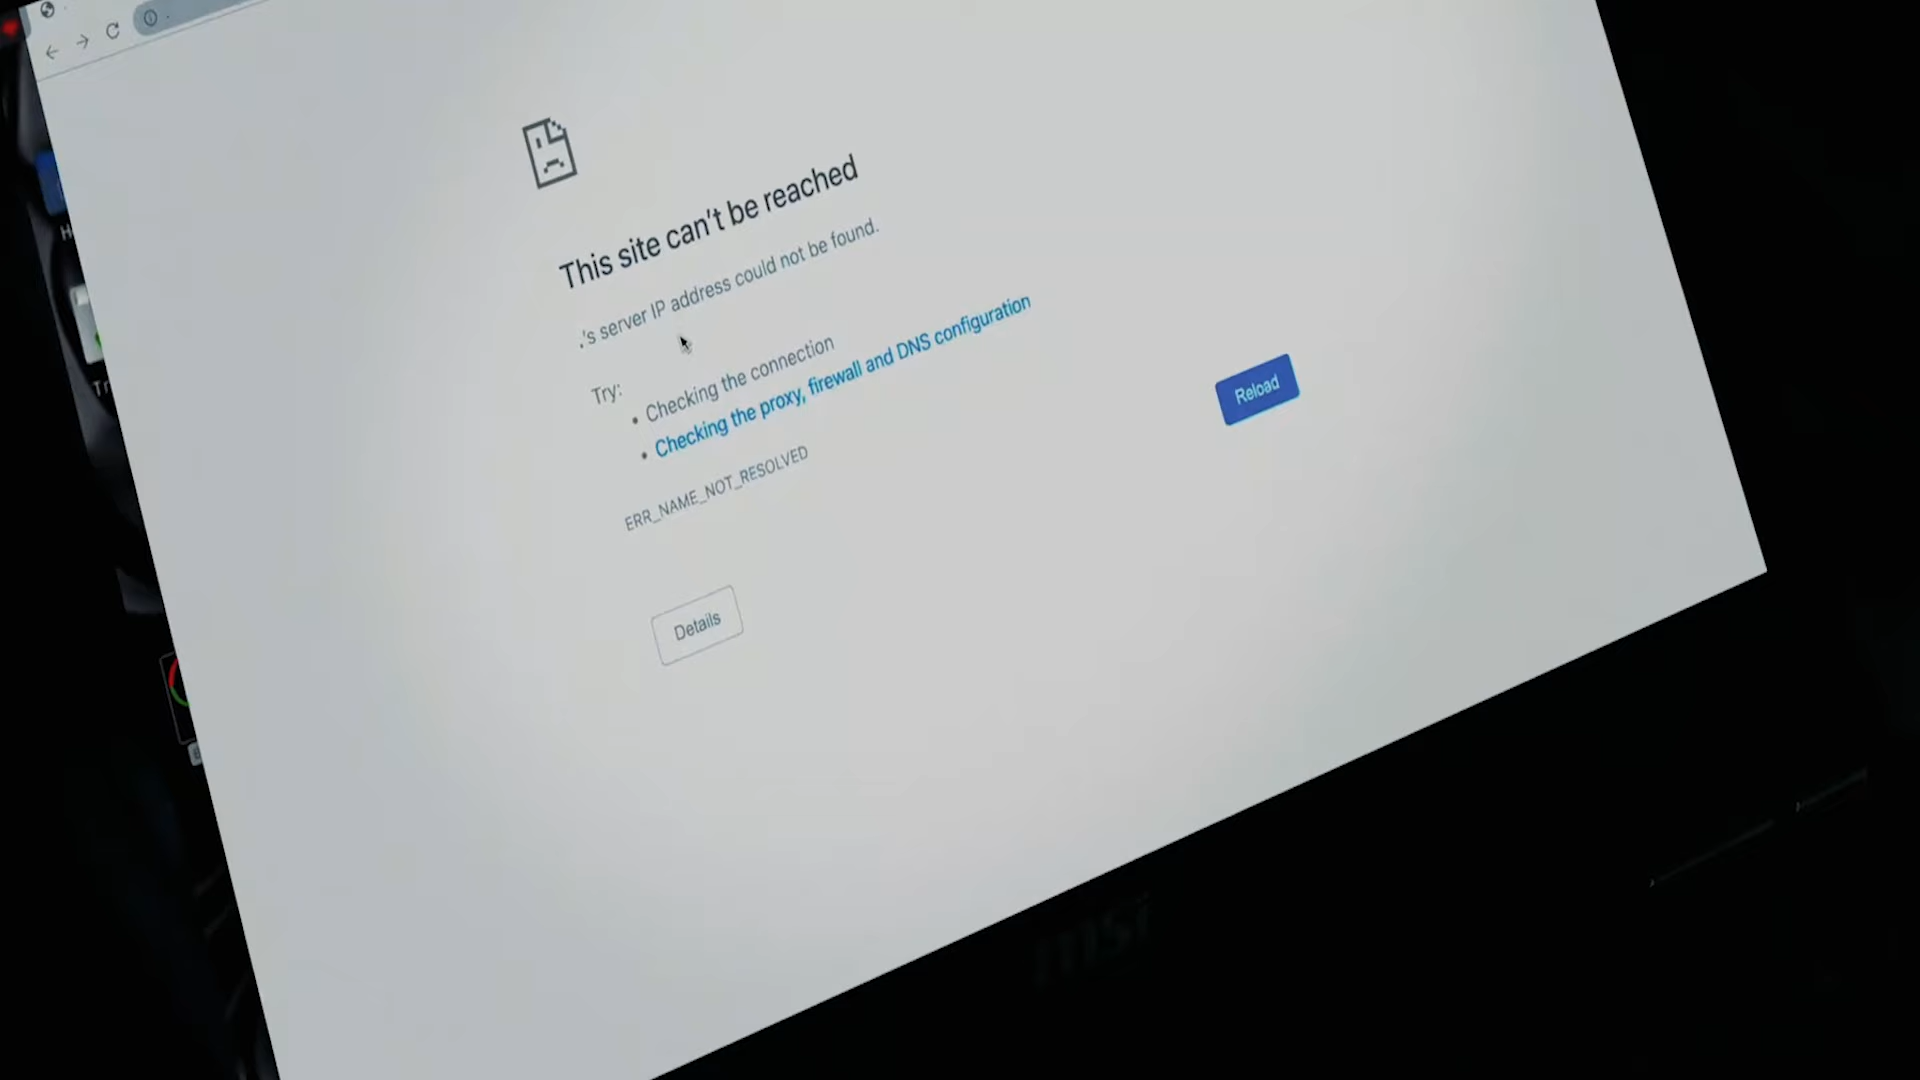 This site can't be reached
.'s server IP address could not be found.
Try:
• Checking the connection
• Checking the proxy, firewall and DNS configuration
ERR_NAME_NOT_RESOLVED
Reload
Details
msi